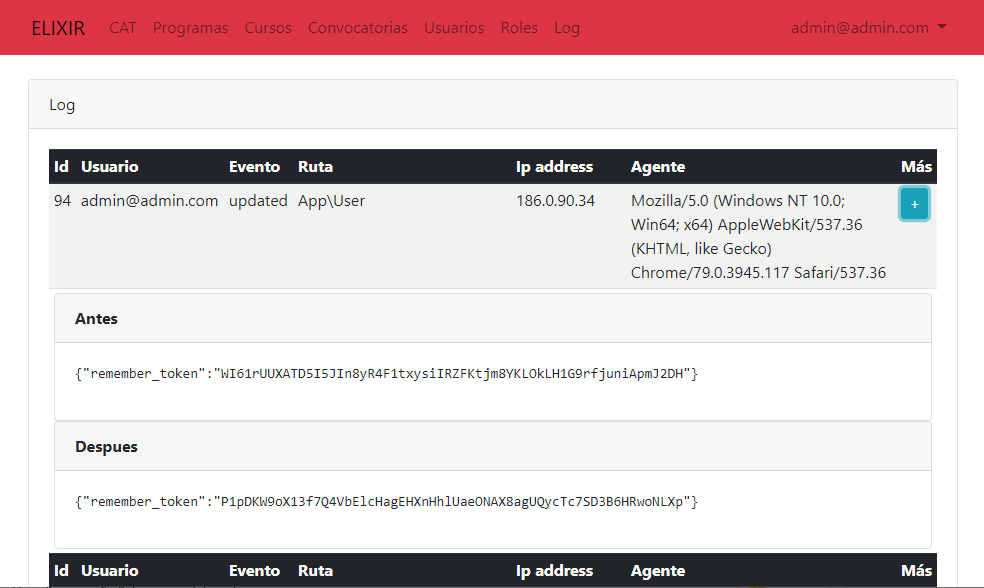 ELIXIR CAT Programas Cursos Convocatorias Usuarios Roles Log admin@admin.com
Log
Id Usuario Evento Ruta Ip address Agente Más
94 admin@admin.com updated App\User 186.0.90.34 Mozilla/5.0 (Windows NT 10.0; +
Win64; x64) AppleWebKit/537.36
(KHTML, like Gecko)
Chrome/79.0.3945.117 Safari/537.36
Antes
{"remember_token":"WI61rUUXATD5I5JIn8yR4F1txysiIRZFKtjm8YKLOkLH1G9rfjuniApmJ2DH"}
Despues
{"remember_token":"P1pDKW9oX13f7Q4VbElcHagEHXnHhlUaeONAX8agUQycTc7SD3B6HRwoNLXp"}
Id Usuario Evento Ruta Ip address Agente Más